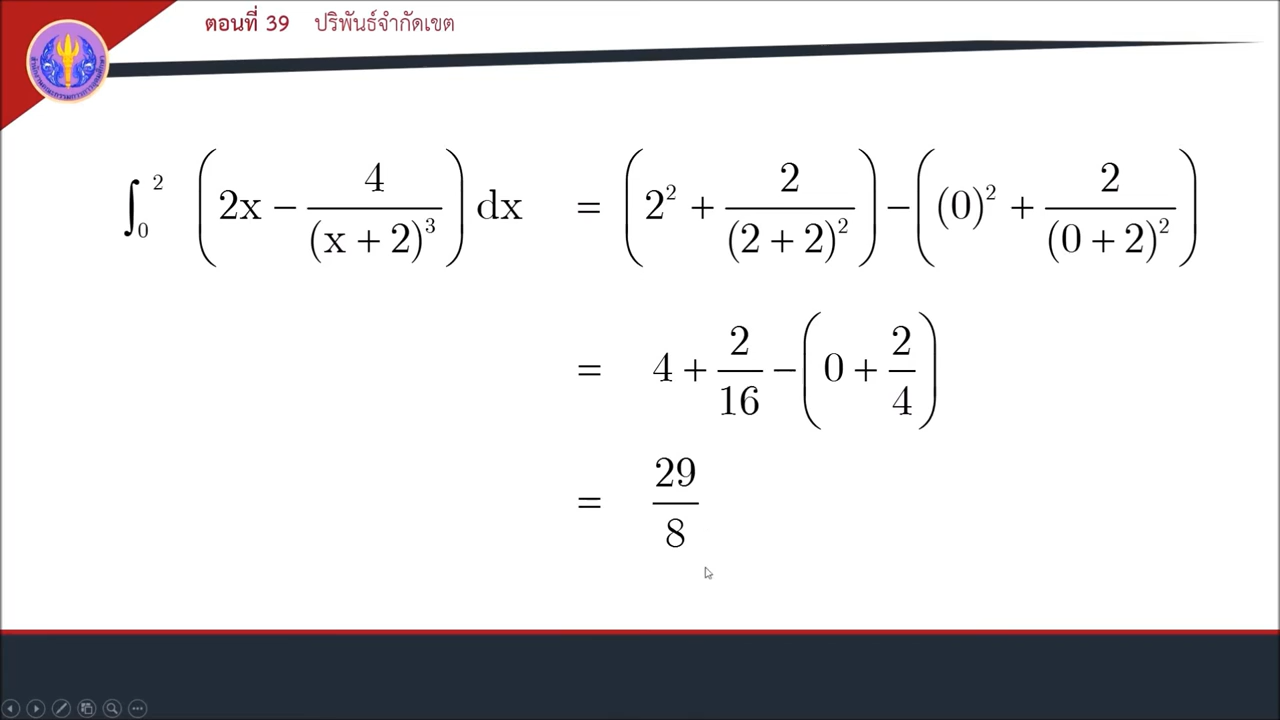 ตอนที่ 39 ปริพันธ์จำกัดเขต
∫₀² (2x − 4/(x + 2)³) dx = (2² + 2/(2 + 2)²) − ((0)² + 2/(0 + 2)²)
= 4 + 2/16 − (0 + 2/4)
= 29/8